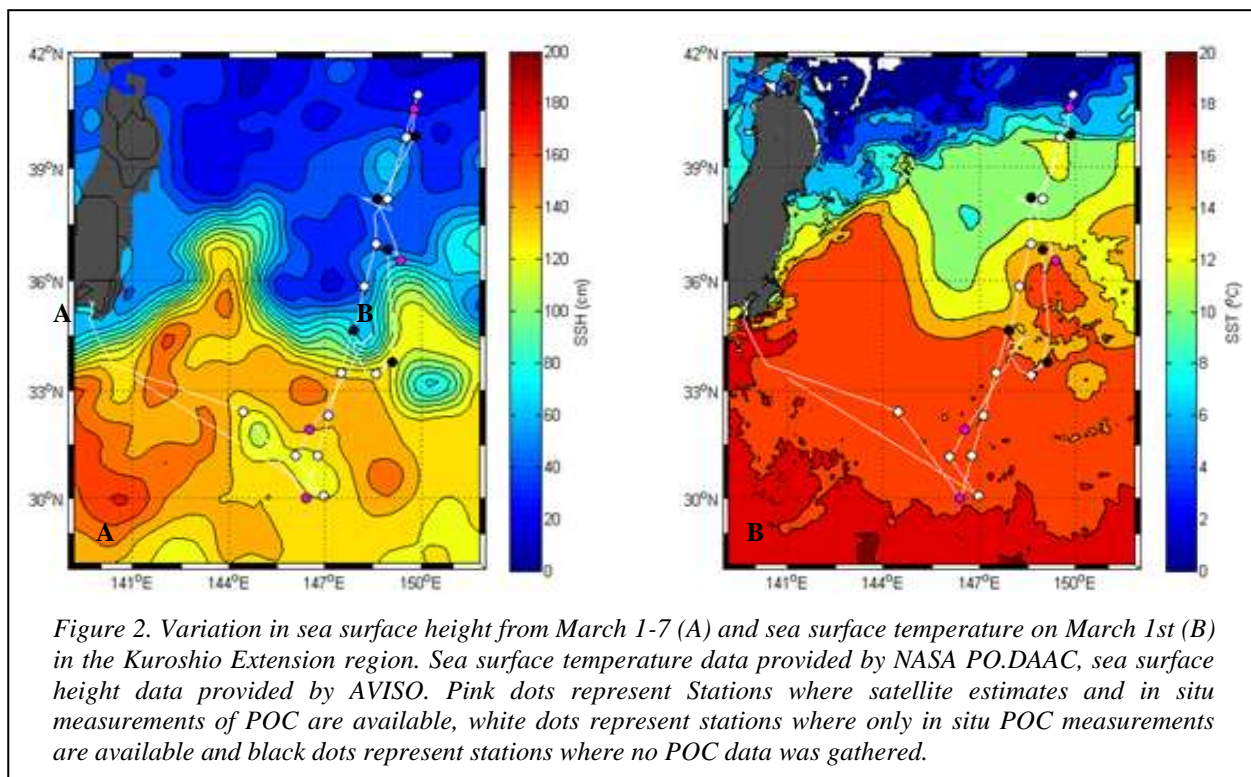 42°N
39°N
36°N
33°N
30°N
141°E
144°E
147°E
150°E
200
180
160
140
120
100
80
60
40
20
0
SSH (cm)
A
B
A
42°N
39°N
36°N
33°N
30°N
141°E
144°E
147°E
150°E
20
18
16
14
12
10
8
6
4
2
0
SST (°C)
B
Figure 2. Variation in sea surface height from March 1-7 (A) and sea surface temperature on March 1st (B)
in the Kuroshio Extension region. Sea surface temperature data provided by NASA PO.DAAC, sea surface
height data provided by AVISO. Pink dots represent Stations where satellite estimates and in situ
measurements of POC are available, white dots represent stations where only in situ POC measurements
are available and black dots represent stations where no POC data was gathered.